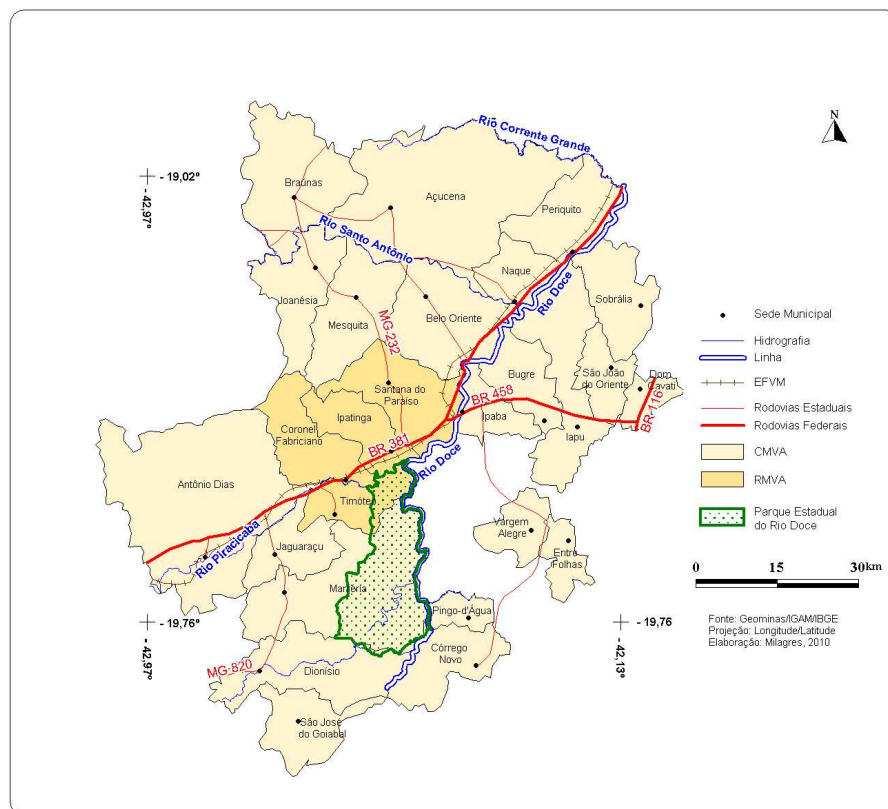 Rio Corrente Grande
N
- 19,02°
- 42,97°
Braúnas
Açucena
Periquito
Rio Santo Antônio
Naque
Rio Doce
Joanésia
Mesquita
Belo Oriente
Sobrália
MG-232
Bugre
São João
do Oriente
Dom
Cavati
Santana do
Paraíso
BR 458
BR-116
Ipatinga
Ipaba
Iapu
Coronel
Fabriciano
BR 381
Rio Doce
Antônio Dias
Timóteo
Rio Piracicaba
Jaguaraçu
Vargem
Alegre
Entre
Folhas
Marliéria
Pingo-d'Água
- 19,76°
- 42,97°
- 19,76
- 42,13°
Córrego
Novo
MG-820
Dionísio
São José
do Goiabal
Sede Municipal
Hidrografia
Linha
EFVM
Rodovias Estaduais
Rodovias Federais
CMVA
RMVA
Parque Estadual
do Rio Doce
0 15 30km
Fonte: Geominas/IGAM/IBGE
Projeção: Longitude/Latitude
Elaboração: Milagres, 2010